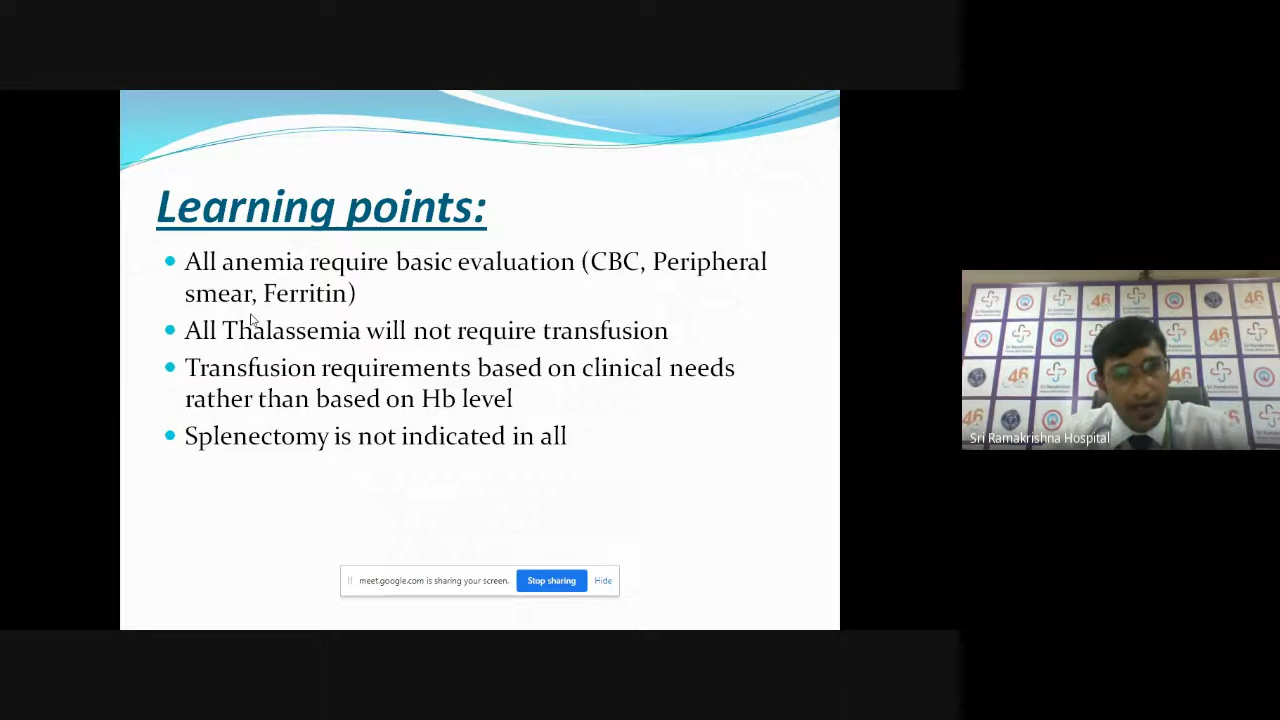 Learning points:
All anemia require basic evaluation (CBC, Peripheral
smear, Ferritin)
All Thalassemia will not require transfusion
Transfusion requirements based on clinical needs
rather than based on Hb level
Splenectomy is not indicated in all
meet.google.com is sharing your screen. Stop sharing Hide
Sri Ramakrishna Hospital